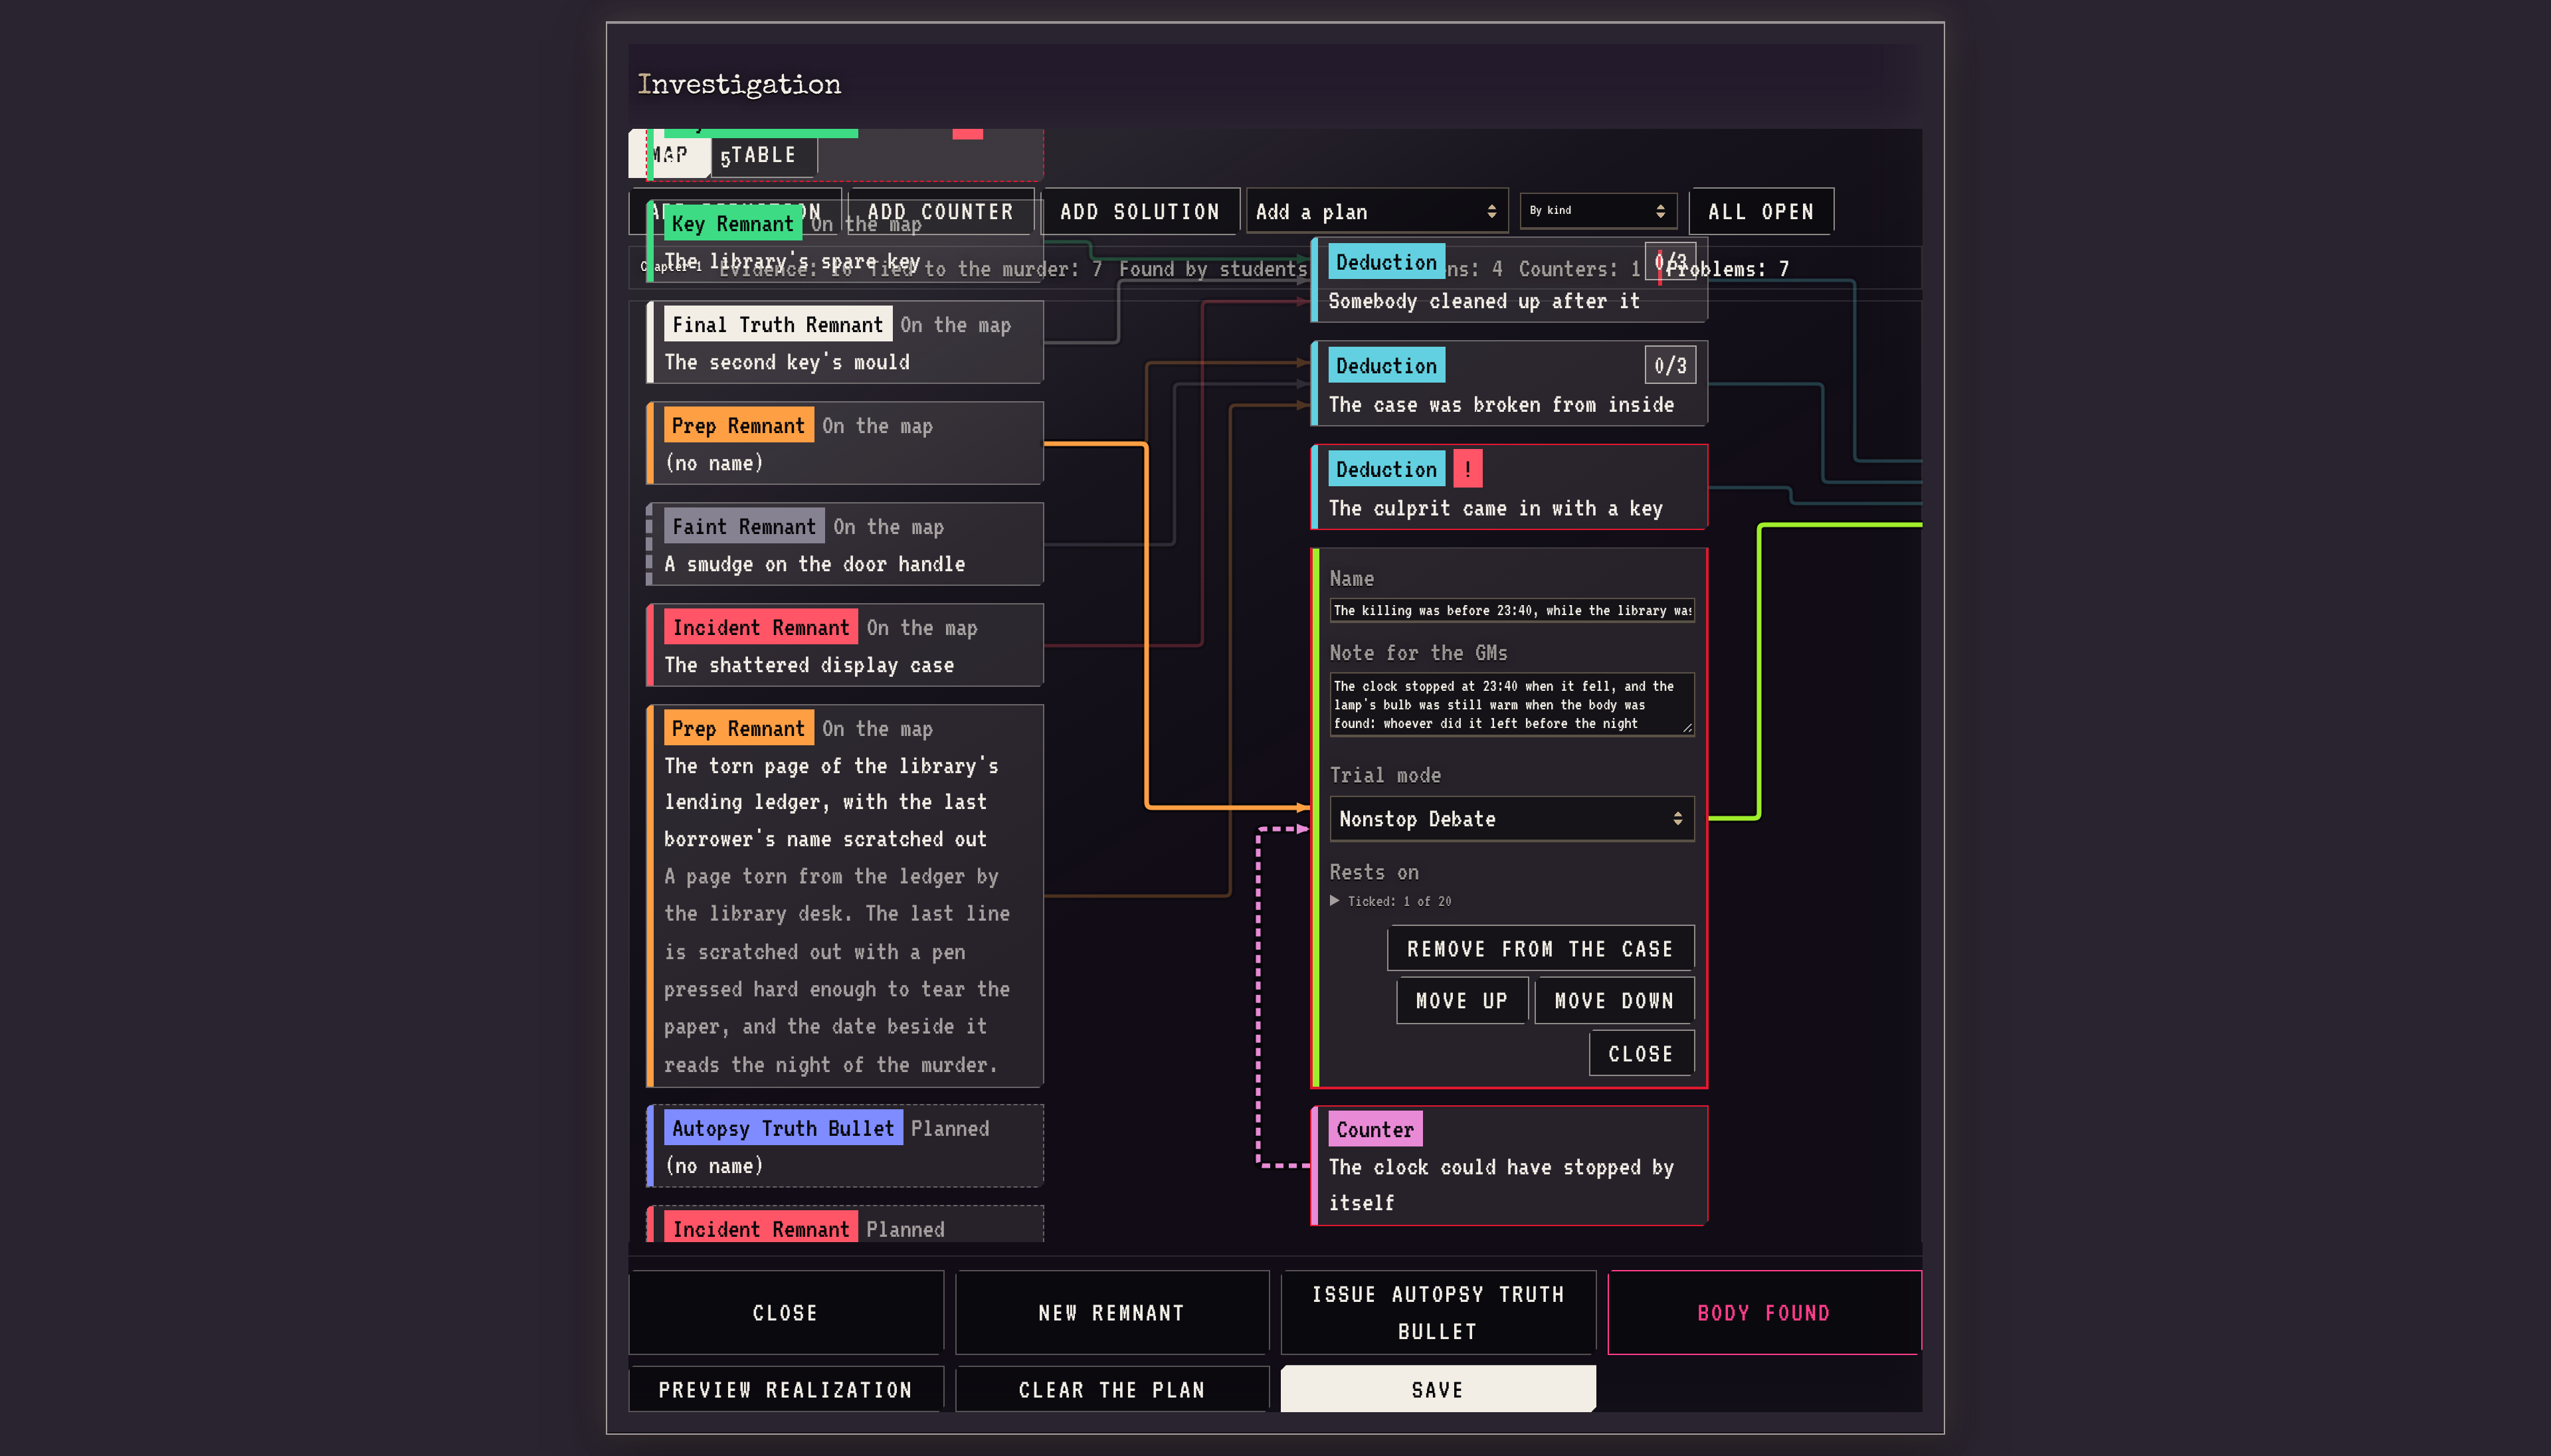 Investigation
MAP
TABLE
ADD COUNTER
ADD SOLUTION
Add a plan
By kind
ALL OPEN
Key Remnant On the map
The library's spare key
Chapter 1
Tied to the murder: 7 Found by students
Counters: 1
Problems: 7
Deduction 0/3
Somebody cleaned up after it
Final Truth Remnant On the map
The second key's mould
Deduction 0/3
The case was broken from inside
Prep Remnant On the map
(no name)
Deduction !
The culprit came in with a key
Faint Remnant On the map
A smudge on the door handle
Incident Remnant On the map
The shattered display case
Prep Remnant On the map
The torn page of the library's
lending ledger, with the last
borrower's name scratched out
A page torn from the ledger by
the library desk. The last line
is scratched out with a pen
pressed hard enough to tear the
paper, and the date beside it
reads the night of the murder.
Autopsy Truth Bullet Planned
(no name)
Incident Remnant Planned
Name
The killing was before 23:40, while the library was
Note for the GMs
The clock stopped at 23:40 when it fell, and the
lamp's bulb was still warm when the body was
found: whoever did it left before the night
Trial mode
Nonstop Debate
Rests on
Ticked: 1 of 20
REMOVE FROM THE CASE
MOVE UP
MOVE DOWN
CLOSE
Counter
The clock could have stopped by
itself
CLOSE
NEW REMNANT
ISSUE AUTOPSY TRUTH
BULLET
BODY FOUND
PREVIEW REALIZATION
CLEAR THE PLAN
SAVE